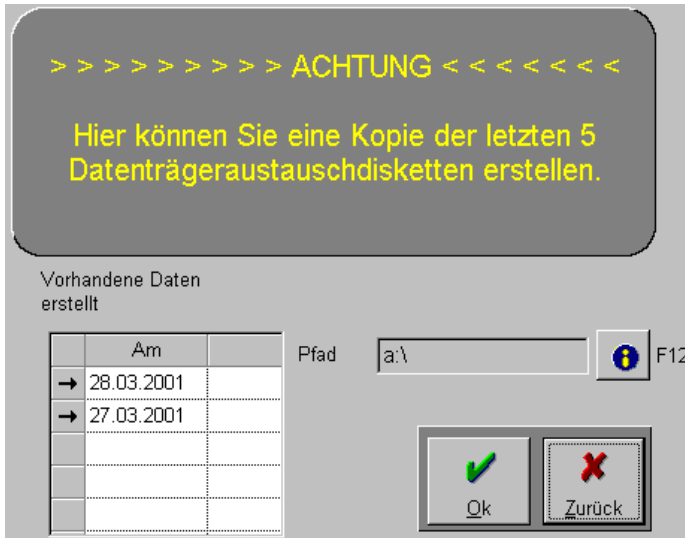 > > > > > > > > > ACHTUNG < < < < < < <
Hier können Sie eine Kopie der letzten 5
Datenträgeraustauschdisketten erstellen.
Vorhandene Daten
erstellt
Am
Pfad
a:\
F12
28.03.2001
27.03.2001
Ok
Zurück